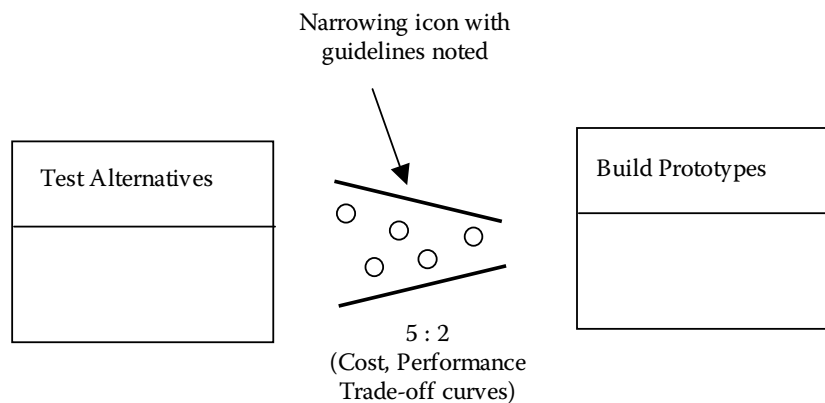 Narrowing icon with
guidelines noted
Test Alternatives
Build Prototypes
5 : 2
(Cost, Performance
Trade-off curves)